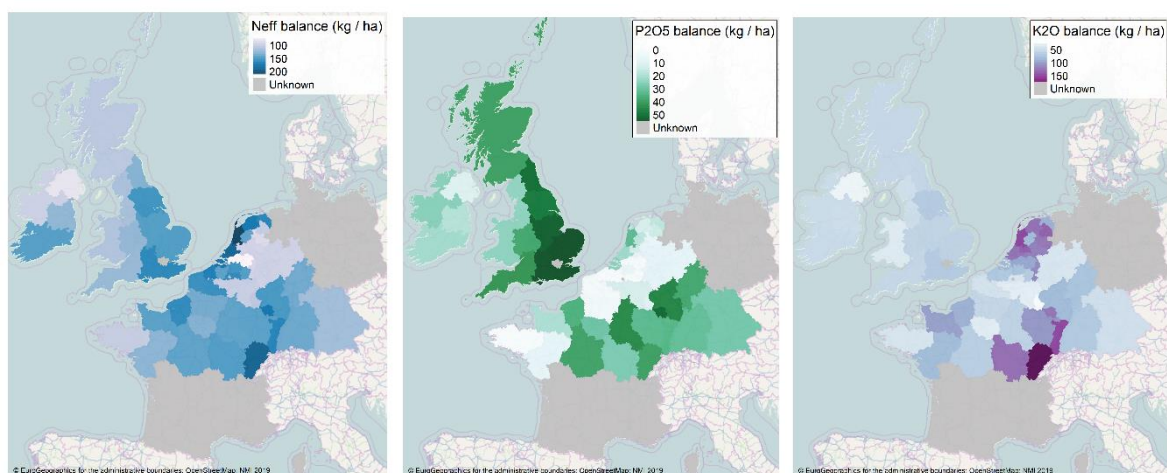 Neff balance (kg / ha)
100
150
200
Unknown
© EuroGeographics for the administrative boundaries: OpenStreetMap: NMI 2019
P2O5 balance (kg / ha)
0
10
20
30
40
50
Unknown
© EuroGeographics for the administrative boundaries: OpenStreetMap: NMI 2019
K2O balance (kg / ha)
50
100
150
Unknown
© EuroGeographics for the administrative boundaries: OpenStreetMap: NMI 2019